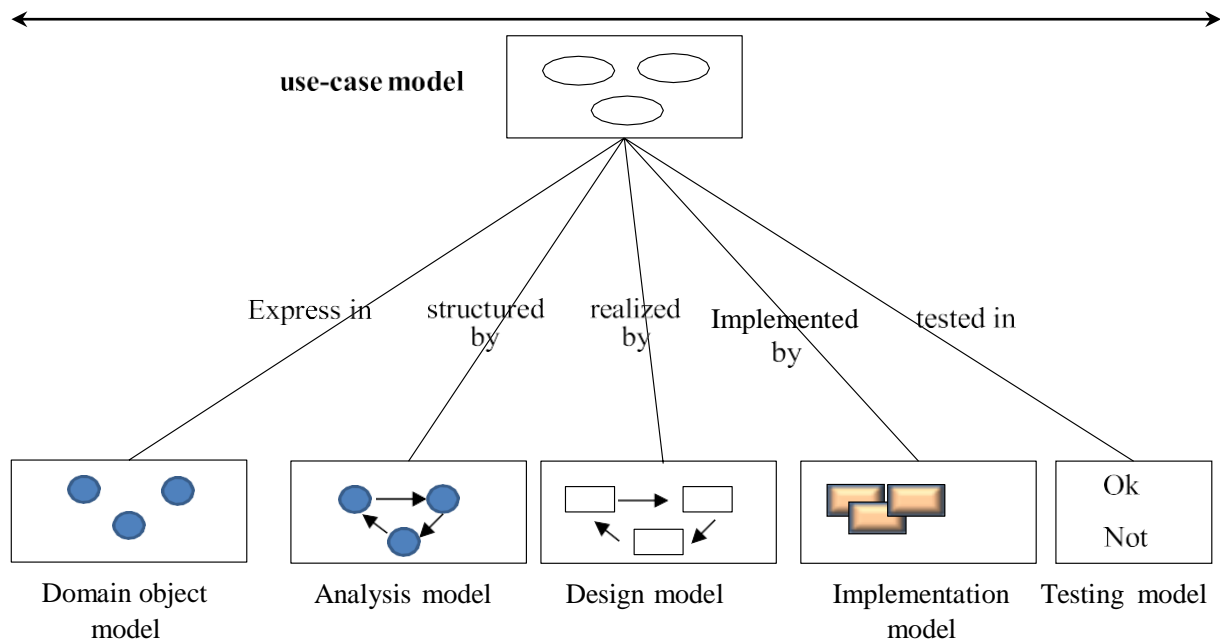 use-case model
Express in
structured
by
realized
by
Implemented
by
tested in
Ok
Not
Domain object
model
Analysis model
Design model
Implementation
model
Testing model